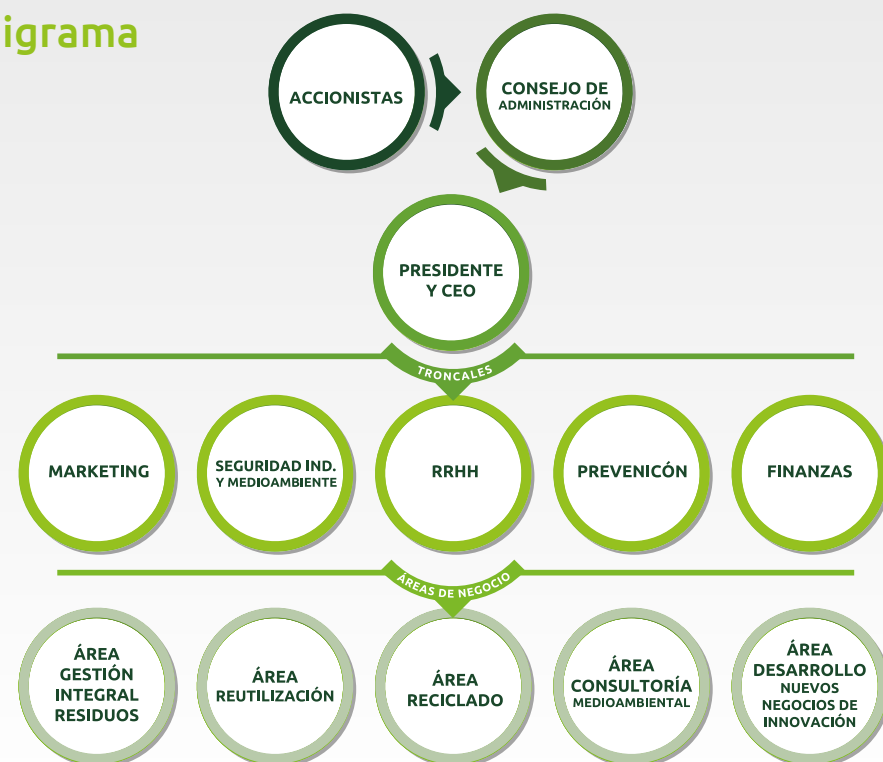 igrama
ACCIONISTAS
CONSEJO DE
ADMINISTRACIÓN
PRESIDENTE
Y CEO
TRONCALES
MARKETING
SEGURIDAD IND.
Y MEDIOAMBIENTE
RRHH
PREVENICÓN
FINANZAS
ÁREAS DE NEGOCIO
ÁREA
GESTIÓN
INTEGRAL
RESIDUOS
ÁREA
REUTILIZACIÓN
ÁREA
RECICLADO
ÁREA
CONSULTORÍA
MEDIOAMBIENTAL
ÁREA
DESARROLLO
NUEVOS
NEGOCIOS DE
INNOVACIÓN